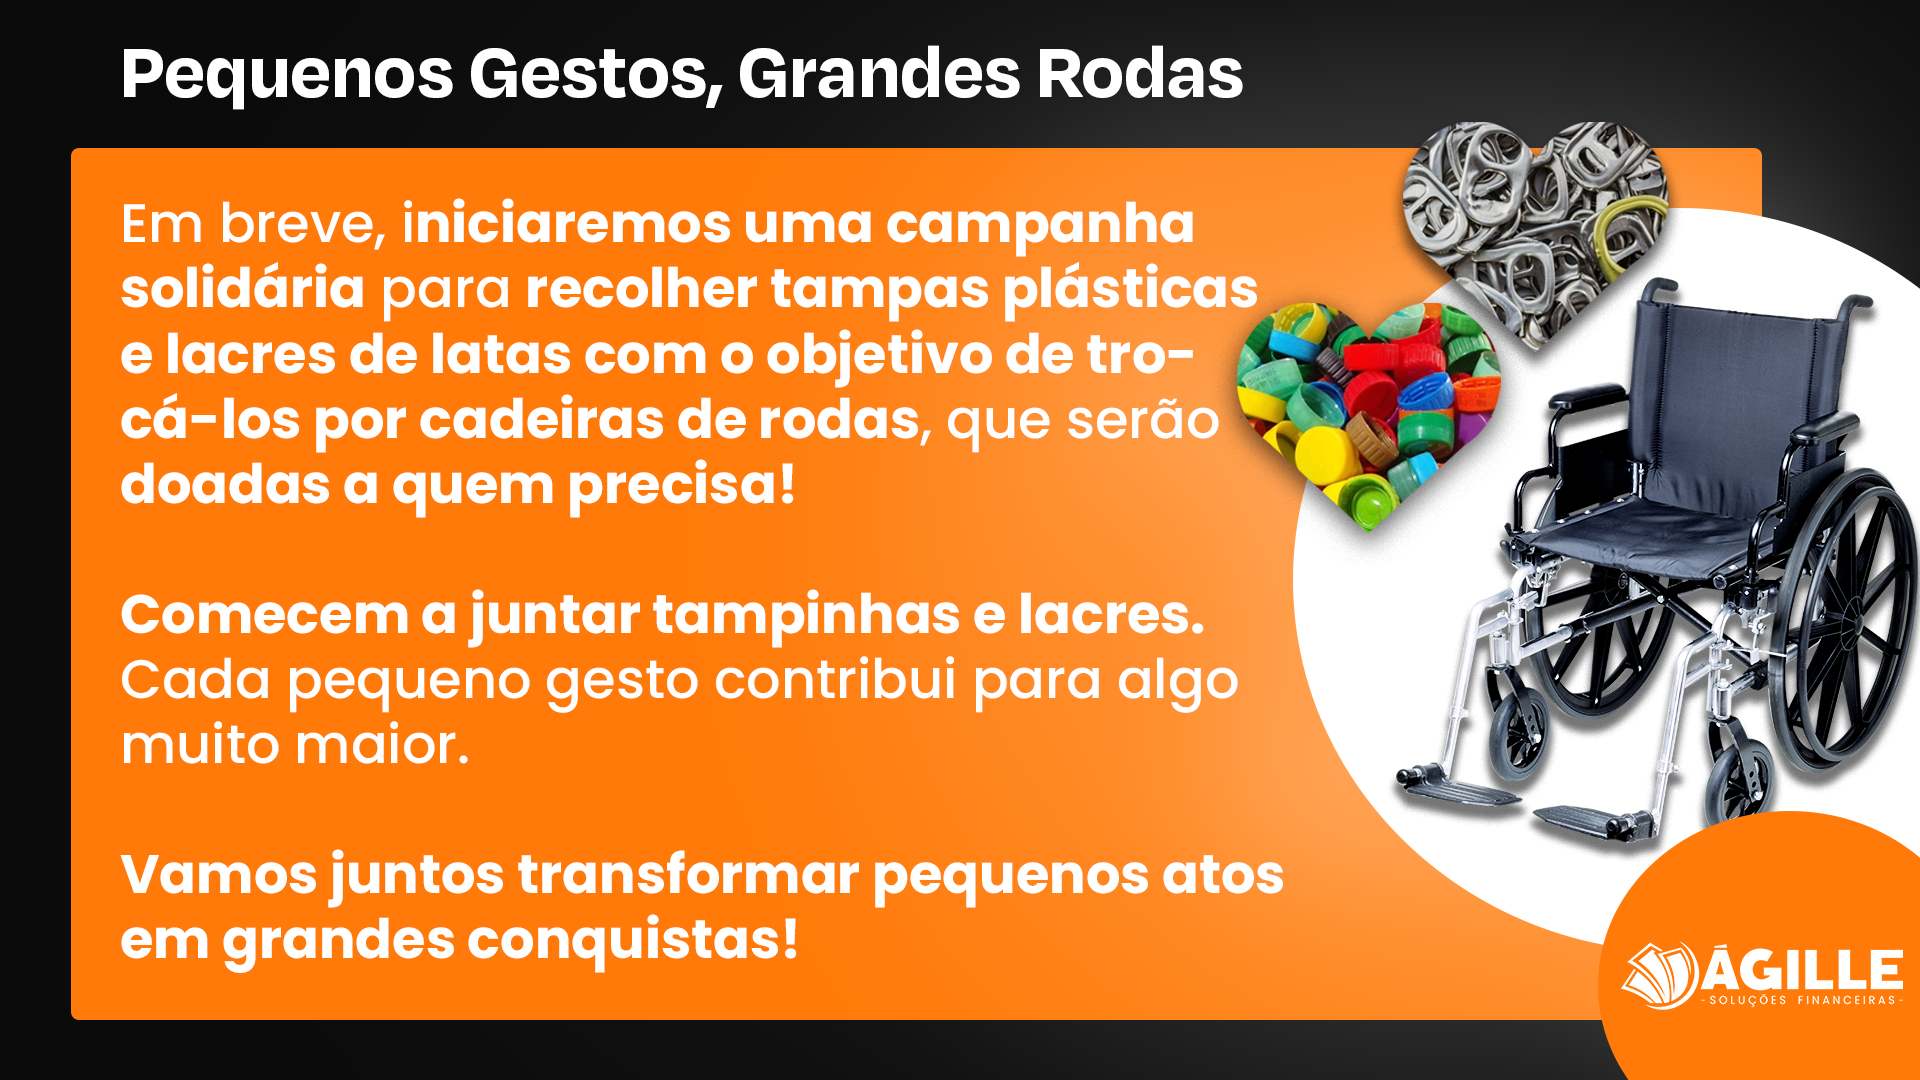 Pequenos Gestos, Grandes Rodas
Em breve, iniciaremos uma campanha
solidária para recolher tampas plásticas
e lacres de latas com o objetivo de tro-
cá-los por cadeiras de rodas, que serão
doadas a quem precisa!
Comecem a juntar tampinhas e lacres.
Cada pequeno gesto contribui para algo
muito maior.
Vamos juntos transformar pequenos atos
em grandes conquistas!
ÁGILLE
- SOLUÇÕES FINANCEIRAS -